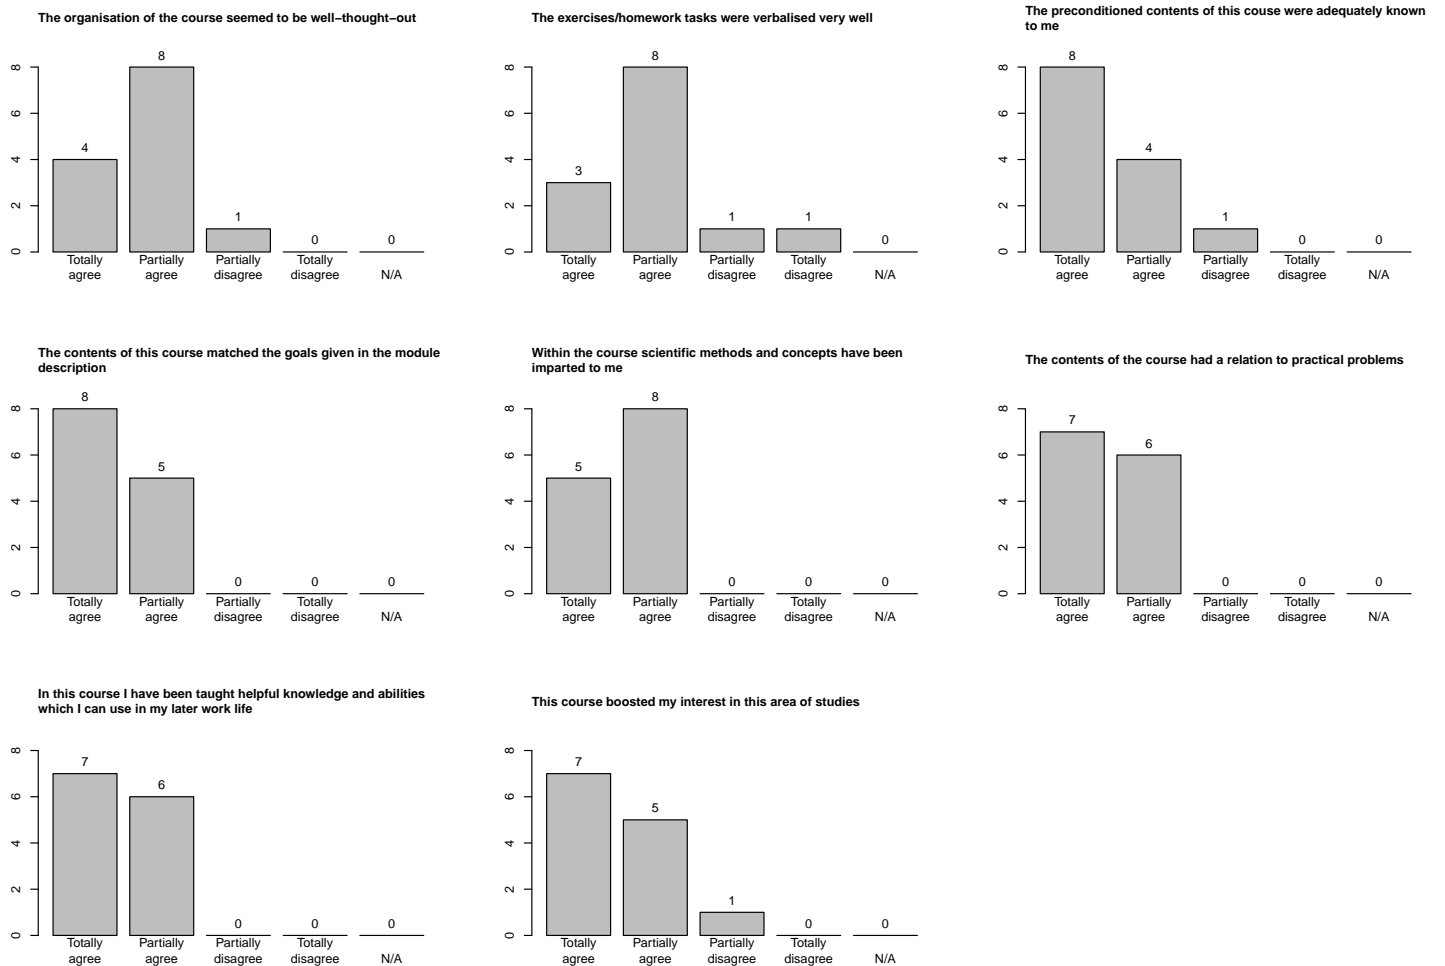 The organisation of the course seemed to be well−thought−out
8
4
1
0
0
0
2
4
6
8
Totally agree
Partially agree
Partially disagree
Totally disagree
N/A
The exercises/homework tasks were verbalised very well
3
8
1
1
0
0
2
4
6
8
Totally agree
Partially agree
Partially disagree
Totally disagree
N/A
The preconditioned contents of this couse were adequately known
to me
8
4
1
0
0
0
2
4
6
8
Totally agree
Partially agree
Partially disagree
Totally disagree
N/A
The contents of this course matched the goals given in the module
description
8
5
0
0
0
0
2
4
6
8
Totally agree
Partially agree
Partially disagree
Totally disagree
N/A
Within the course scientific methods and concepts have been
imparted to me
5
8
0
0
0
0
2
4
6
8
Totally agree
Partially agree
Partially disagree
Totally disagree
N/A
The contents of the course had a relation to practical problems
7
6
0
0
0
0
2
4
6
8
Totally agree
Partially agree
Partially disagree
Totally disagree
N/A
In this course I have been taught helpful knowledge and abilities
which I can use in my later work life
7
6
0
0
0
0
2
4
6
8
Totally agree
Partially agree
Partially disagree
Totally disagree
N/A
This course boosted my interest in this area of studies
7
5
1
0
0
0
2
4
6
8
Totally agree
Partially agree
Partially disagree
Totally disagree
N/A